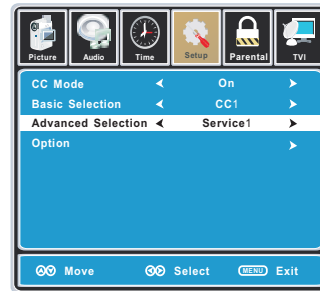 Picture Audio Time Setup Parental TVI
CC Mode On
Basic Selection CC1
Advanced Selection Service1
Option
Move Select MENU Exit